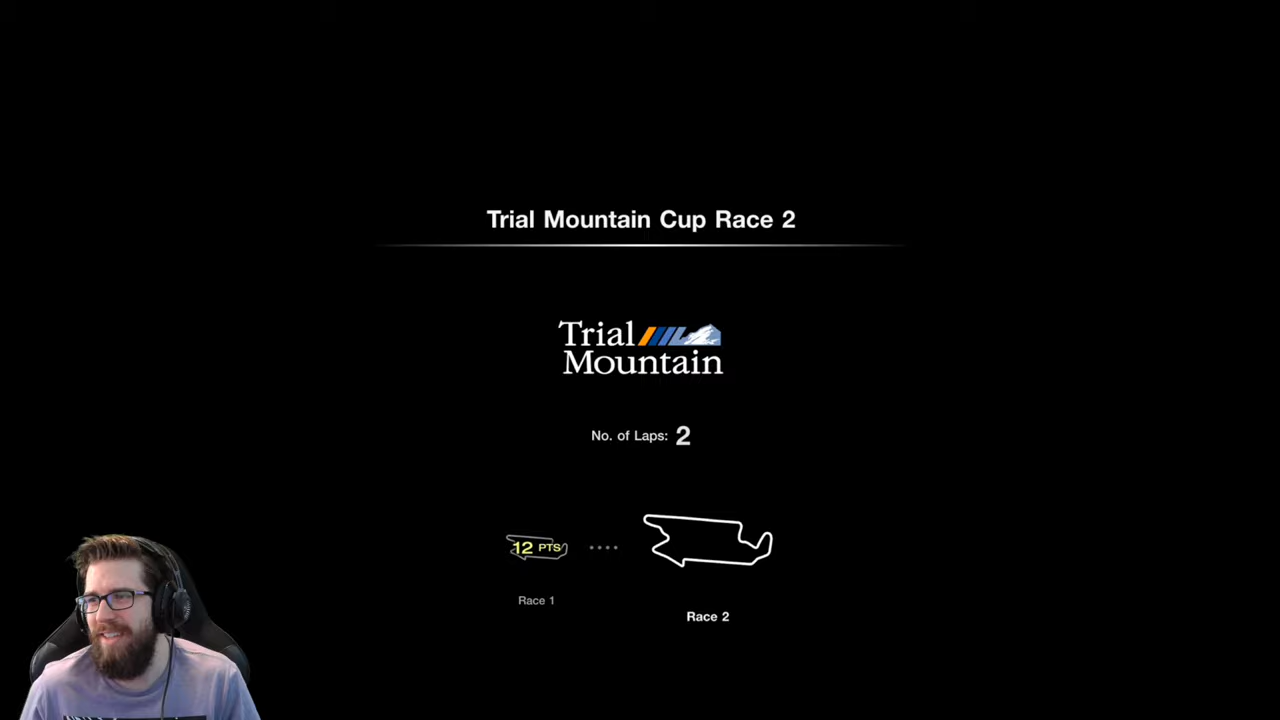 Trial Mountain Cup Race 2
Trial
Mountain
No. of Laps: 2
12 PTS
Race 1
Race 2